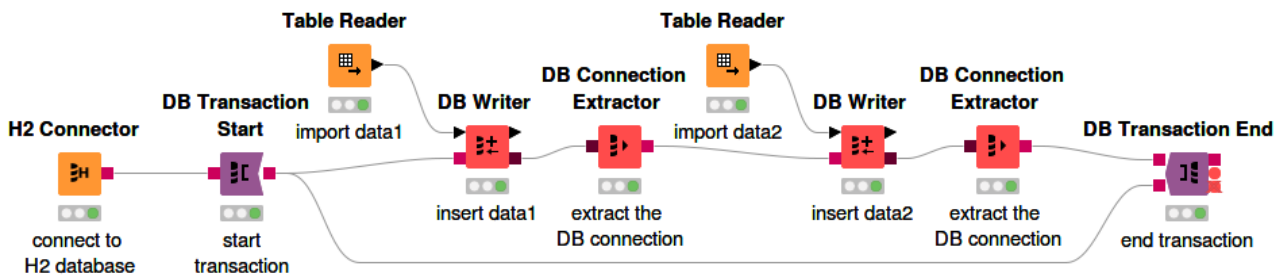 H2 Connector
connect to
H2 database
DB Transaction
Start
start
transaction
Table Reader
import data1
DB Writer
insert data1
DB Connection
Extractor
extract the
DB connection
Table Reader
import data2
DB Writer
insert data2
DB Connection
Extractor
extract the
DB connection
DB Transaction End
end transaction